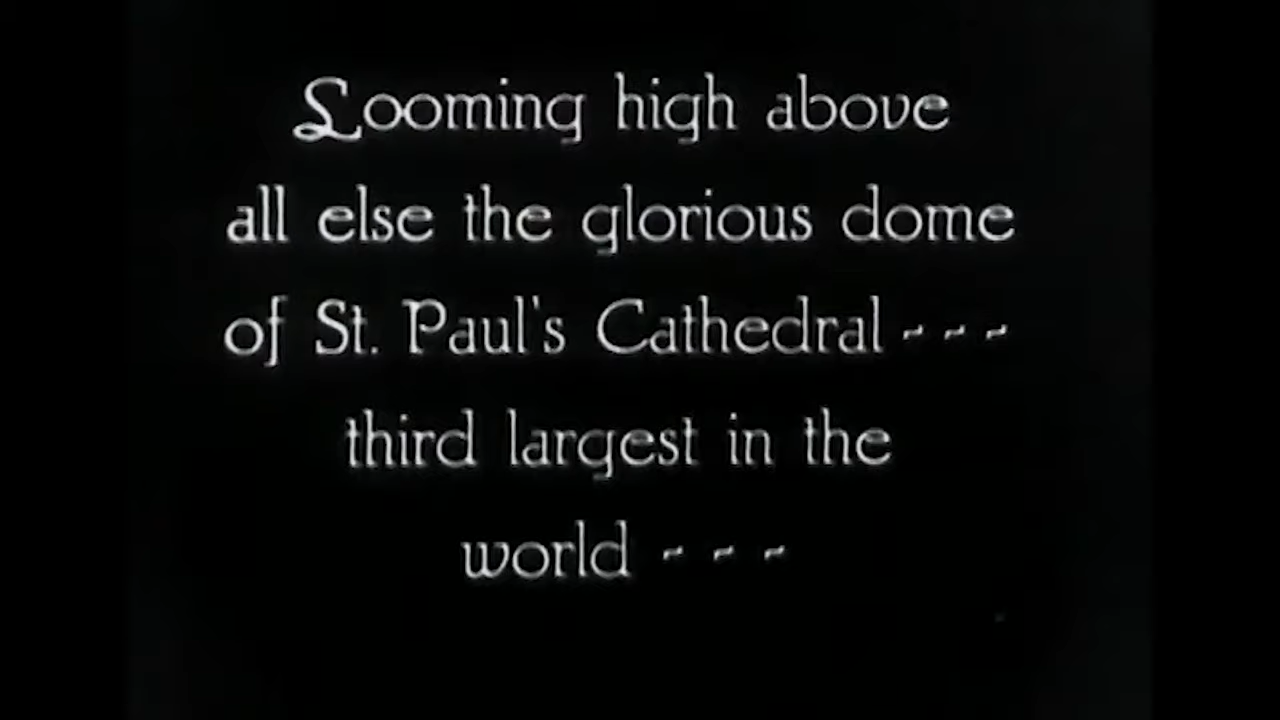 Looming high above
all else the glorious dome
of St. Paul's Cathedral - - -
third largest in the
world - - -